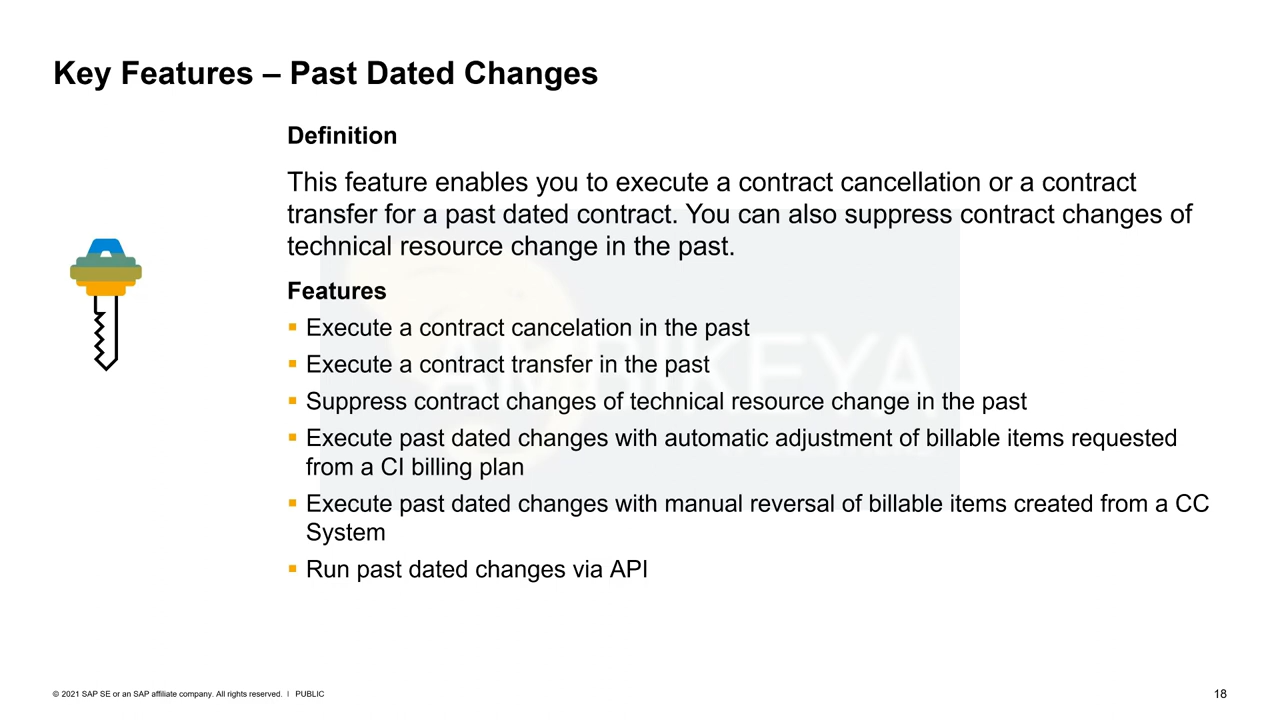 Key Features – Past Dated Changes
Definition
This feature enables you to execute a contract cancellation or a contract
transfer for a past dated contract. You can also suppress contract changes of
technical resource change in the past.
Features
▪ Execute a contract cancelation in the past
▪ Execute a contract transfer in the past
▪ Suppress contract changes of technical resource change in the past
▪ Execute past dated changes with automatic adjustment of billable items requested
from a CI billing plan
▪ Execute past dated changes with manual reversal of billable items created from a CC
System
▪ Run past dated changes via API
AMBIKEYA
© 2021 SAP SE or an SAP affiliate company. All rights reserved. ǀ PUBLIC
18